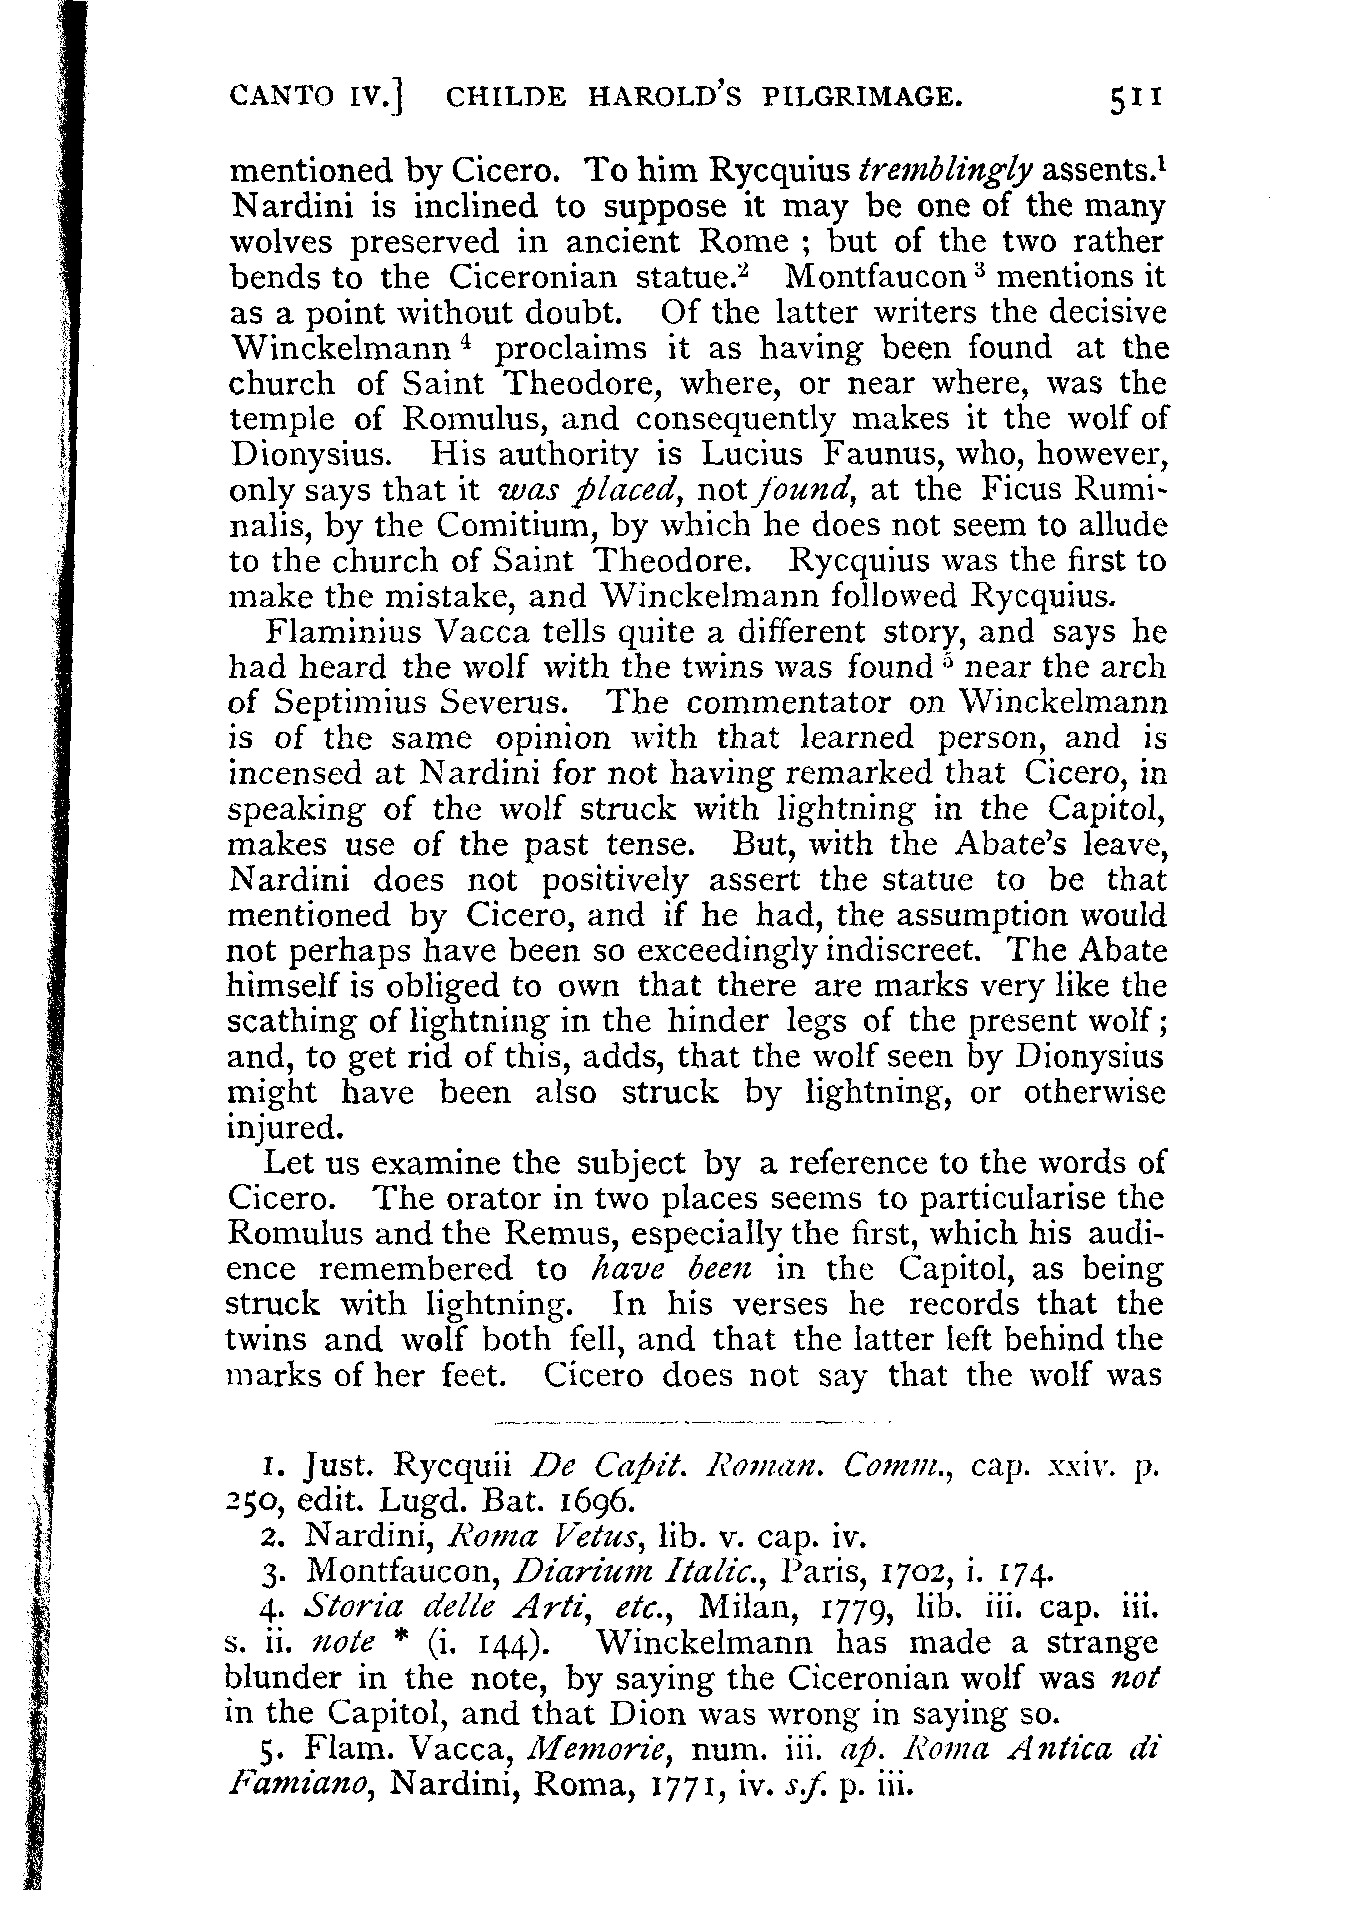 CANTO IV.] CHILDE HAROLD'S PILGRIMAGE. 511
mentioned by Cicero. To him Rycquius tremblingly assents.¹
Nardini is inclined to suppose it may be one of the many
wolves preserved in ancient Rome ; but of the two rather
bends to the Ciceronian statue.² Montfaucon ³ mentions it
as a point without doubt. Of the latter writers the decisive
Winckelmann ⁴ proclaims it as having been found at the
church of Saint Theodore, where, or near where, was the
temple of Romulus, and consequently makes it the wolf of
Dionysius. His authority is Lucius Faunus, who, however,
only says that it was placed, not found, at the Ficus Rumi-
nalis, by the Comitium, by which he does not seem to allude
to the church of Saint Theodore. Rycquius was the first to
make the mistake, and Winckelmann followed Rycquius.
Flaminius Vacca tells quite a different story, and says he
had heard the wolf with the twins was found ⁵ near the arch
of Septimius Severus. The commentator on Winckelmann
is of the same opinion with that learned person, and is
incensed at Nardini for not having remarked that Cicero, in
speaking of the wolf struck with lightning in the Capitol,
makes use of the past tense. But, with the Abate's leave,
Nardini does not positively assert the statue to be that
mentioned by Cicero, and if he had, the assumption would
not perhaps have been so exceedingly indiscreet. The Abate
himself is obliged to own that there are marks very like the
scathing of lightning in the hinder legs of the present wolf ;
and, to get rid of this, adds, that the wolf seen by Dionysius
might have been also struck by lightning, or otherwise
injured.
Let us examine the subject by a reference to the words of
Cicero. The orator in two places seems to particularise the
Romulus and the Remus, especially the first, which his audi-
ence remembered to have been in the Capitol, as being
struck with lightning. In his verses he records that the
twins and wolf both fell, and that the latter left behind the
marks of her feet. Cicero does not say that the wolf was
1. Just. Rycquii De Capit. Roman. Comm., cap. xxiv. p.
250, edit. Lugd. Bat. 1696.
2. Nardini, Roma Vetus, lib. v. cap. iv.
3. Montfaucon, Diarium Italic., Paris, 1702, i. 174.
4. Storia delle Arti, etc., Milan, 1779, lib. iii. cap. iii.
s. ii. note * (i. 144). Winckelmann has made a strange
blunder in the note, by saying the Ciceronian wolf was not
in the Capitol, and that Dion was wrong in saying so.
5. Flam. Vacca, Memorie, num. iii. ap. Roma Antica di
Famiano, Nardini, Roma, 1771, iv. s.f. p. iii.